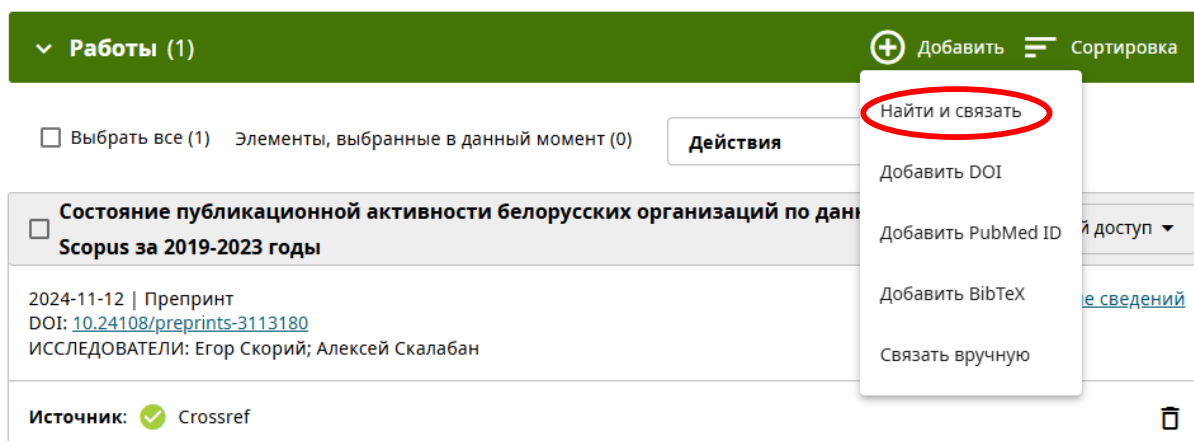 Работы (1)
Добавить
Сортировка
Найти и связать
Выбрать все (1)
Элементы, выбранные в данный момент (0)
Действия
Добавить DOI
Состояние публикационной активности белорусских организаций по
Scopus за 2019-2023 годы
доступ
Добавить PubMed ID
2024-11-12 | Препринт
Добавить BibTeX
сведений
DOI: 10.24108/preprints-3113180
ИССЛЕДОВАТЕЛИ: Егор Скорий; Алексей Скалабан
Связать вручную
Источник: Crossref